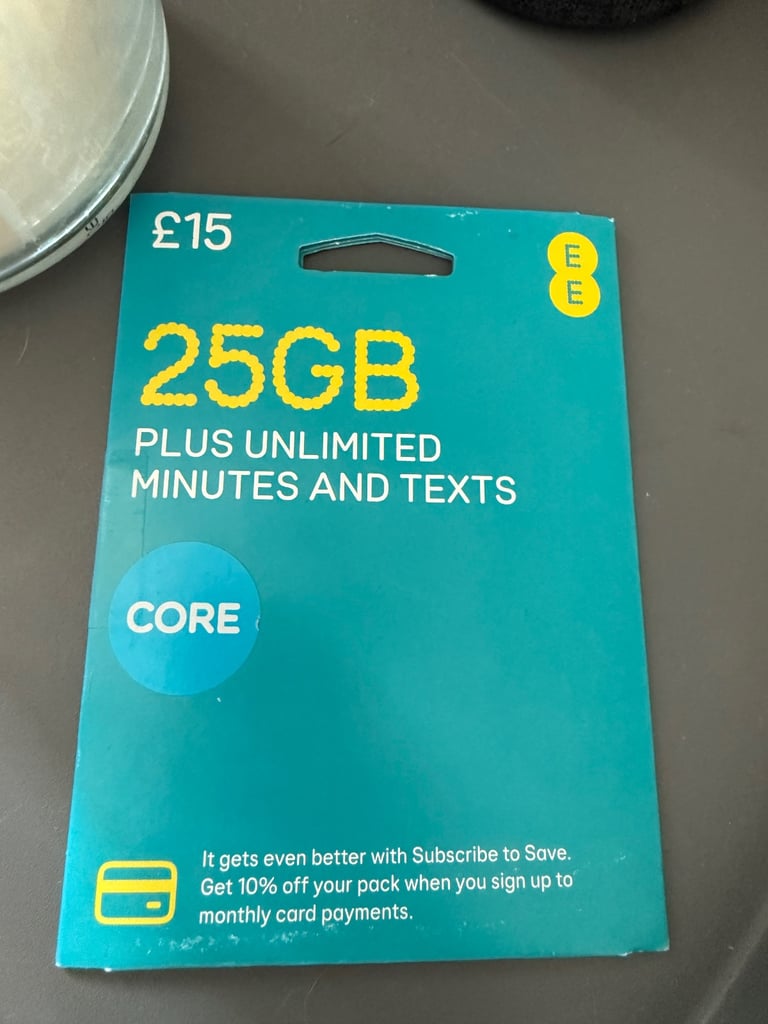 £15
EE
25GB
PLUS UNLIMITED
MINUTES AND TEXTS
CORE
It gets even better with Subscribe to Save.
Get 10% off your pack when you sign up to
monthly card payments.